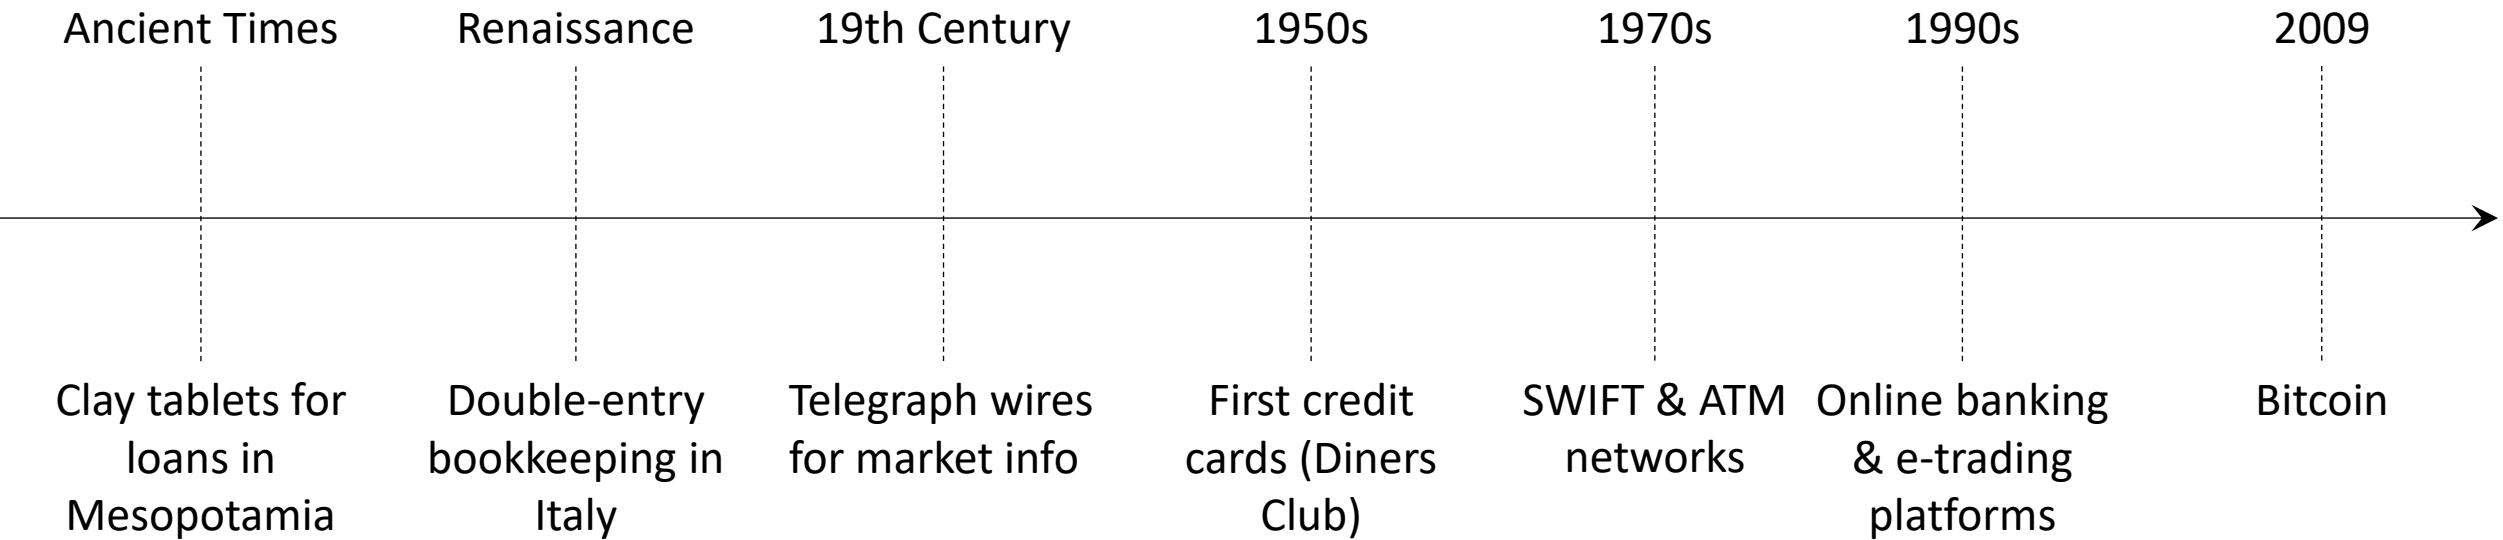 Ancient Times
Renaissance
19th Century
1950s
1970s
1990s
2009
Clay tablets for
loans in
Mesopotamia
Double-entry
bookkeeping in
Italy
Telegraph wires
for market info
First credit
cards (Diners
Club)
SWIFT & ATM
networks
Online banking
& e-trading
platforms
Bitcoin